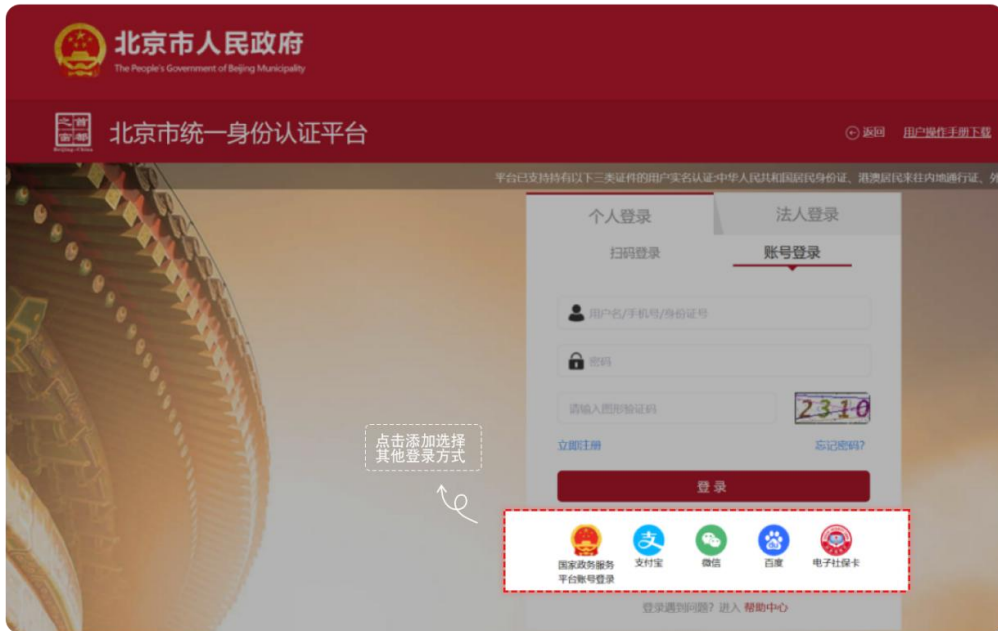 北京市人民政府
The People's Government of Beijing Municipality
首都
之窗
Beijing-China
北京市统一身份认证平台
返回 用户操作手册下载
平台已支持持有以下三类证件的用户实名认证:中华人民共和国居民身份证、港澳居民来往内地通行证、外
个人登录 法人登录
扫码登录 账号登录
用户名/手机号/身份证号
密码
请输入图形验证码 2310
立即注册 忘记密码?
点击添加选择
其他登录方式
登录
国家政务服务
平台账号登录
支付宝
微信
百度
电子社保卡
登录遇到问题? 进入 帮助中心